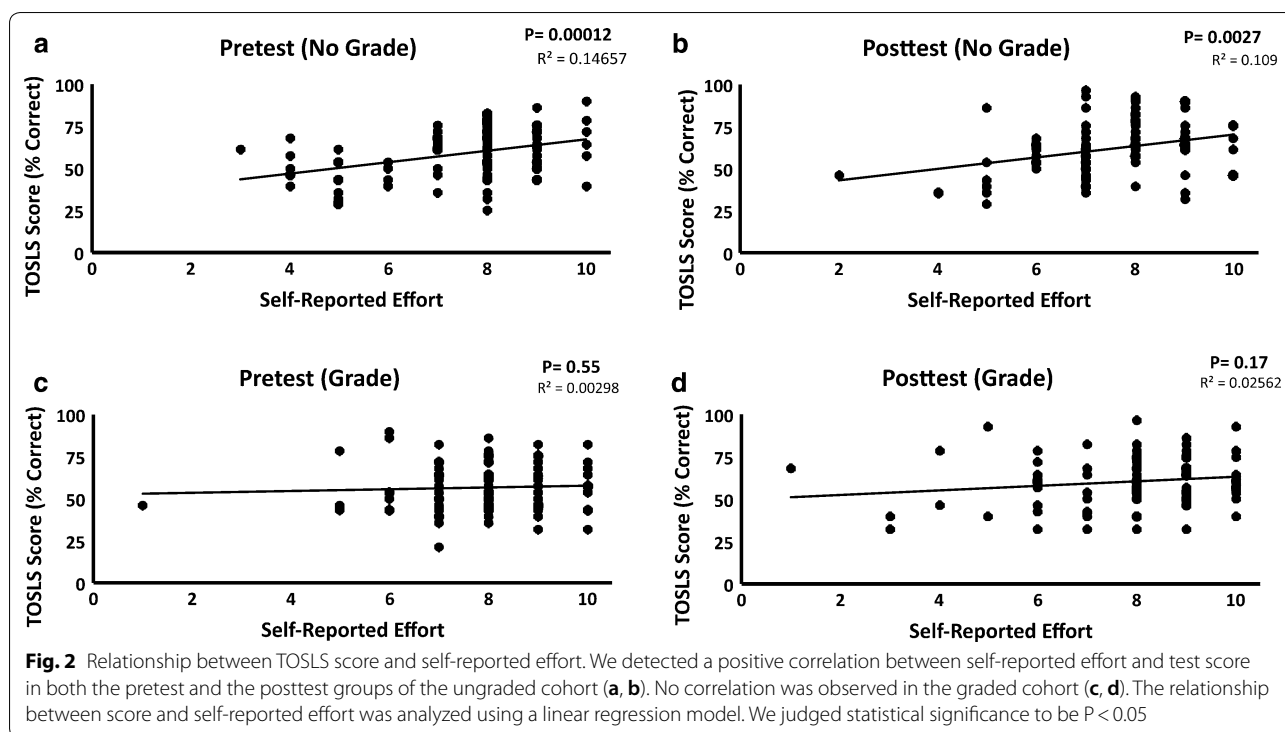 a
Pretest (No Grade)
P= 0.00012
R² = 0.14657
TOSLS Score (% Correct)
100
75
50
25
0
0 2 4 6 8 10
Self-Reported Effort
b
Posttest (No Grade)
P= 0.0027
R² = 0.109
TOSLS Score (% Correct)
100
75
50
25
0
0 2 4 6 8 10
Self-Reported Effort
c
Pretest (Grade)
P= 0.55
R² = 0.00298
TOSLS Score (% Correct)
100
75
50
25
0
0 2 4 6 8 10
Self-Reported Effort
d
Posttest (Grade)
P= 0.17
R² = 0.02562
TOSLS Score (% Correct)
100
75
50
25
0
0 2 4 6 8 10
Self-Reported Effort
Fig. 2 Relationship between TOSLS score and self-reported effort. We detected a positive correlation between self-reported effort and test score
in both the pretest and the posttest groups of the ungraded cohort (a, b). No correlation was observed in the graded cohort (c, d). The relationship
between score and self-reported effort was analyzed using a linear regression model. We judged statistical significance to be P < 0.05